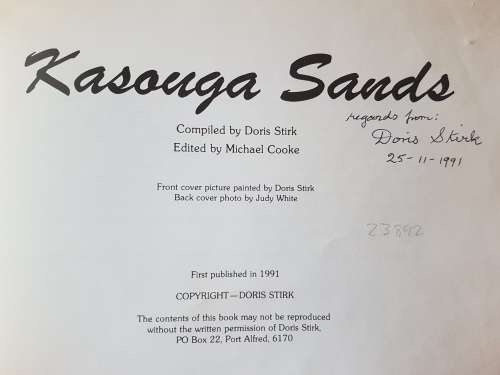 Kasouga Sands
regards from:
Doris Stirk
25-11-1991
Compiled by Doris Stirk
Edited by Michael Cooke
Front cover picture painted by Doris Stirk
Back cover photo by Judy White
23892
First published in 1991
COPYRIGHT—DORIS STIRK
The contents of this book may not be reproduced
without the written permission of Doris Stirk,
PO Box 22, Port Alfred, 6170